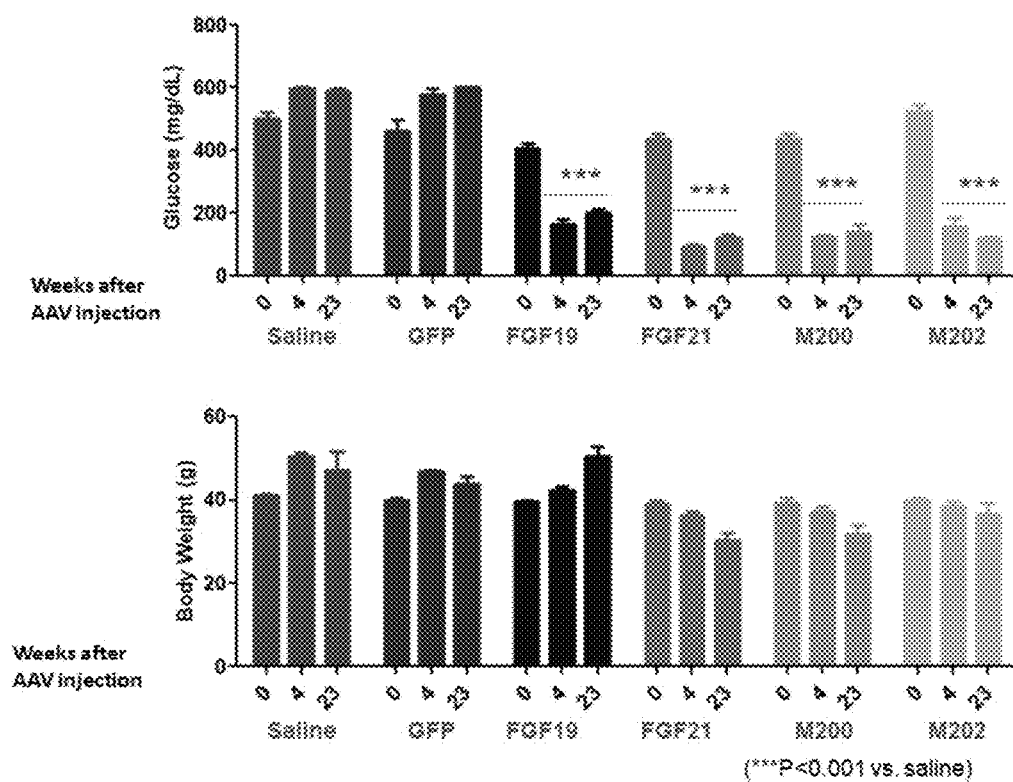 800
600
400
200
0
Glucose (mg/dL)
*** *** *** ***
Weeks after
AAV injection
0 4 23 0 4 23 0 4 23 0 4 23 0 4 23 0 4 23
Saline GFP FGF19 FGF21 M200 M202
60
40
20
0
Body Weight (g)
Weeks after
AAV injection
0 4 23 0 4 23 0 4 23 0 4 23 0 4 23 0 4 23
Saline GFP FGF19 FGF21 M200 M202
(***P<0.001 vs. saline)